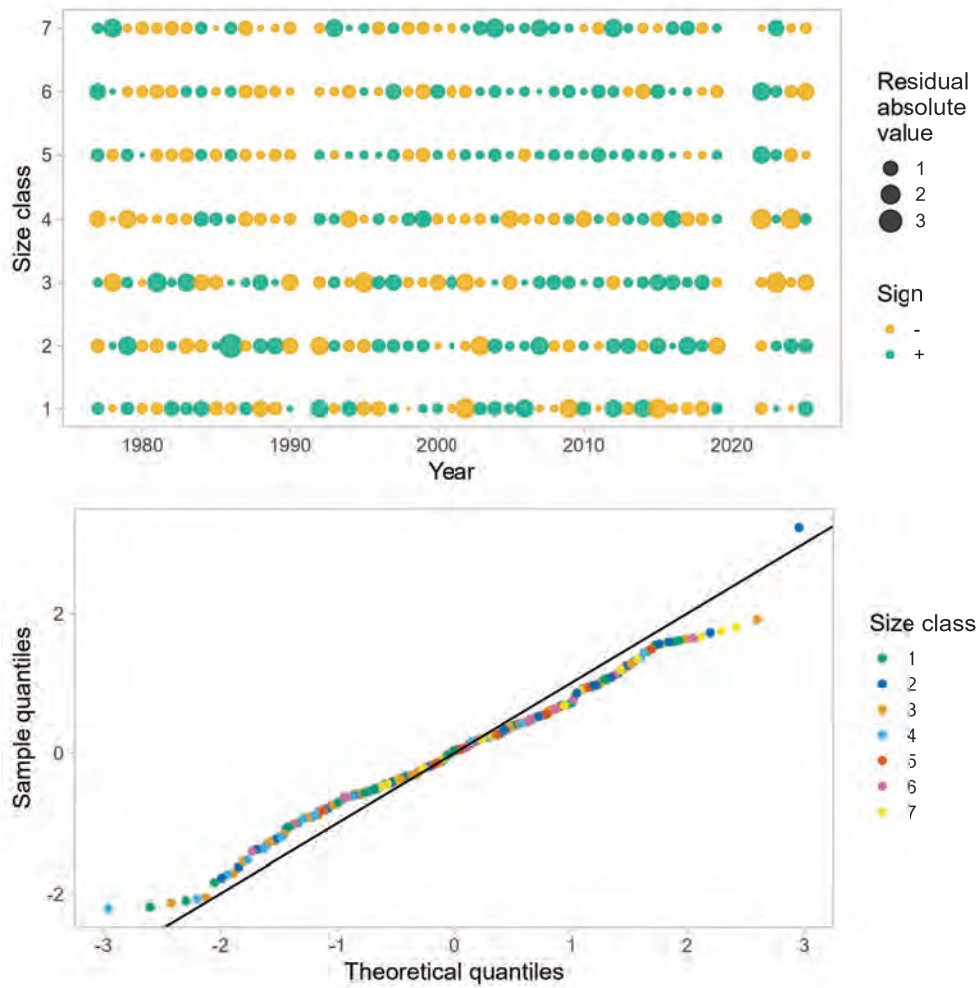 7
6
5
4
3
2
1
Size class
1980 1990 2000 2010 2020
Year
Residual
absolute
value
1
2
3
Sign
-
+
2
0
-2
Sample quantiles
-3 -2 -1 0 1 2 3
Theoretical quantiles
Size class
1
2
3
4
5
6
7